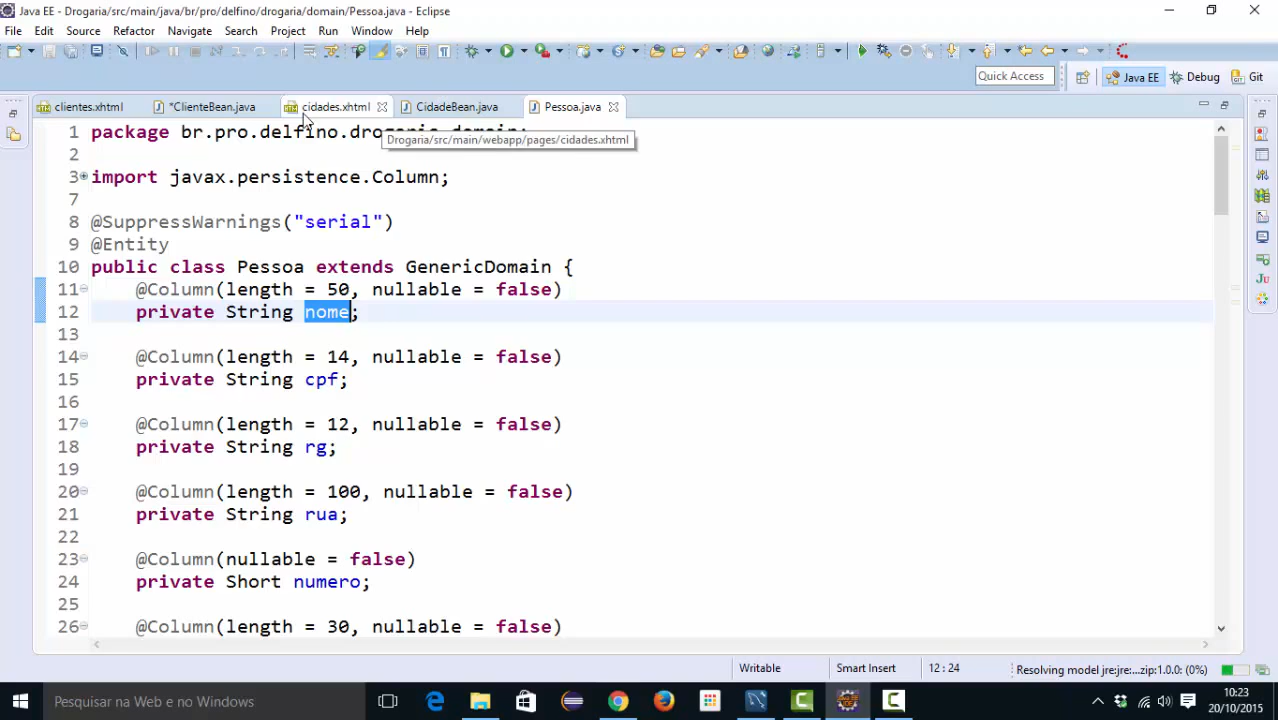 Java EE - Drogaria/src/main/java/br/pro/delfino/drogaria/domain/Pessoa.java - Eclipse
File Edit Source Refactor Navigate Search Project Run Window Help
Quick Access Java EE Debug Git
clientes.xhtml *ClienteBean.java cidades.xhtml CidadeBean.java Pessoa.java
1 package br.pro.delfino.drogaria.domain;
Drogaria/src/main/webapp/pages/cidades.xhtml
2
3 import javax.persistence.Column;
7
8 @SuppressWarnings("serial")
9 @Entity
10 public class Pessoa extends GenericDomain {
11 @Column(length = 50, nullable = false)
12 private String nome;
13
14 @Column(length = 14, nullable = false)
15 private String cpf;
16
17 @Column(length = 12, nullable = false)
18 private String rg;
19
20 @Column(length = 100, nullable = false)
21 private String rua;
22
23 @Column(nullable = false)
24 private Short numero;
25
26 @Column(length = 30, nullable = false)
Writable Smart Insert 12 : 24 Resolving model jre:jre:...zip:1.0.0: (0%)
Pesquisar na Web e no Windows
10:23
20/10/2015